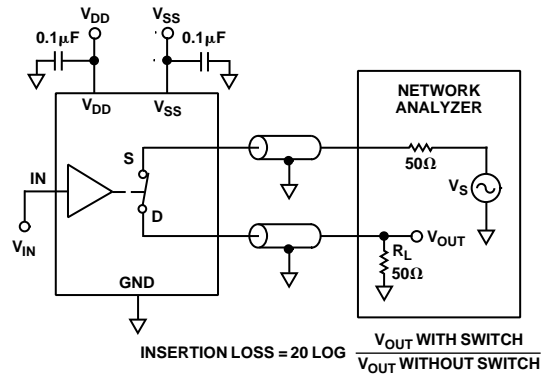 VDD
VSS
0.1µF
0.1µF
VDD
VSS
NETWORK
ANALYZER
S
50Ω
IN
VS
D
VOUT
VIN
RL
50Ω
GND
INSERTION LOSS = 20 LOG
VOUT WITH SWITCH
VOUT WITHOUT SWITCH